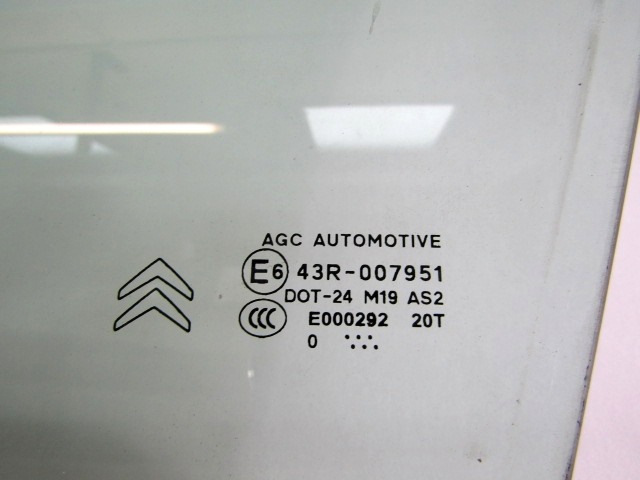 AGC AUTOMOTIVE
E6 43R-007951
DOT-24 M19 AS2
CCC E000292 20T
0